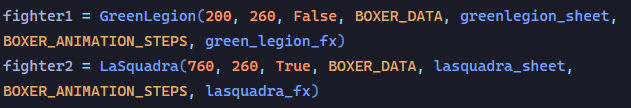 fighter1 = GreenLegion(200, 260, False, BOXER_DATA, greenlegion_sheet,
BOXER_ANIMATION_STEPS, green_legion_fx)
fighter2 = LaSquadra(760, 260, True, BOXER_DATA, lasquadra_sheet,
BOXER_ANIMATION_STEPS, lasquadra_fx)